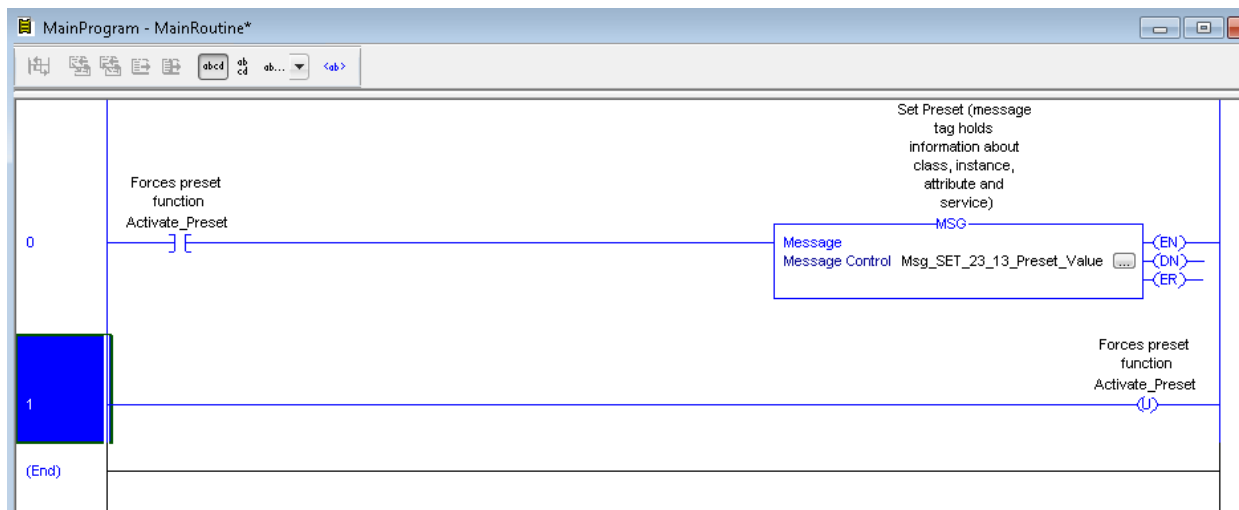 MainProgram - MainRoutine*
abcd ab cd ab... <ab>
Set Preset (message
tag holds
information about
class, instance,
attribute and
service)
Forces preset
function
Activate_Preset
0
MSG
Message
Message Control Msg_SET_23_13_Preset_Value ...
EN
DN
ER
Forces preset
function
Activate_Preset
1
U
(End)